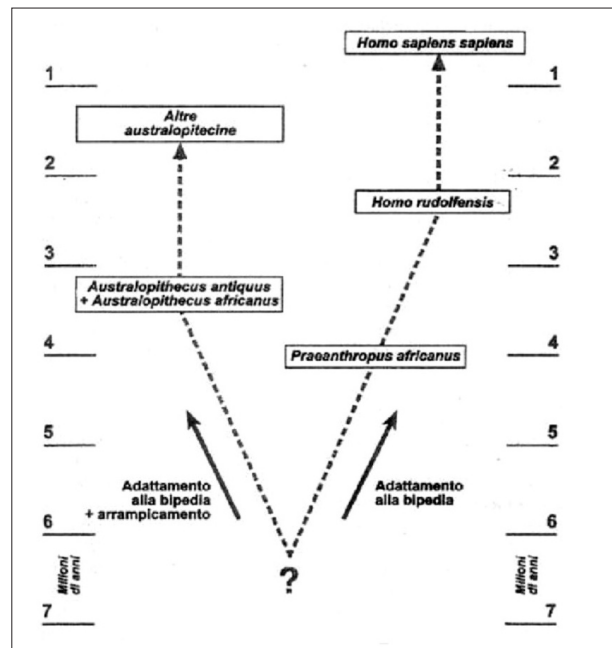 Homo sapiens sapiens
1
1
Altre
australopitecine
2
2
Homo rudolfensis
3
3
Australopithecus antiquus
+ Australopithecus africanus
4
Praeanthropus africanus
4
5
5
Adattamento
alla bipedia
+ arrampicamento
Adattamento
alla bipedia
6
6
?
Milioni
di anni
Milioni
di anni
7
7